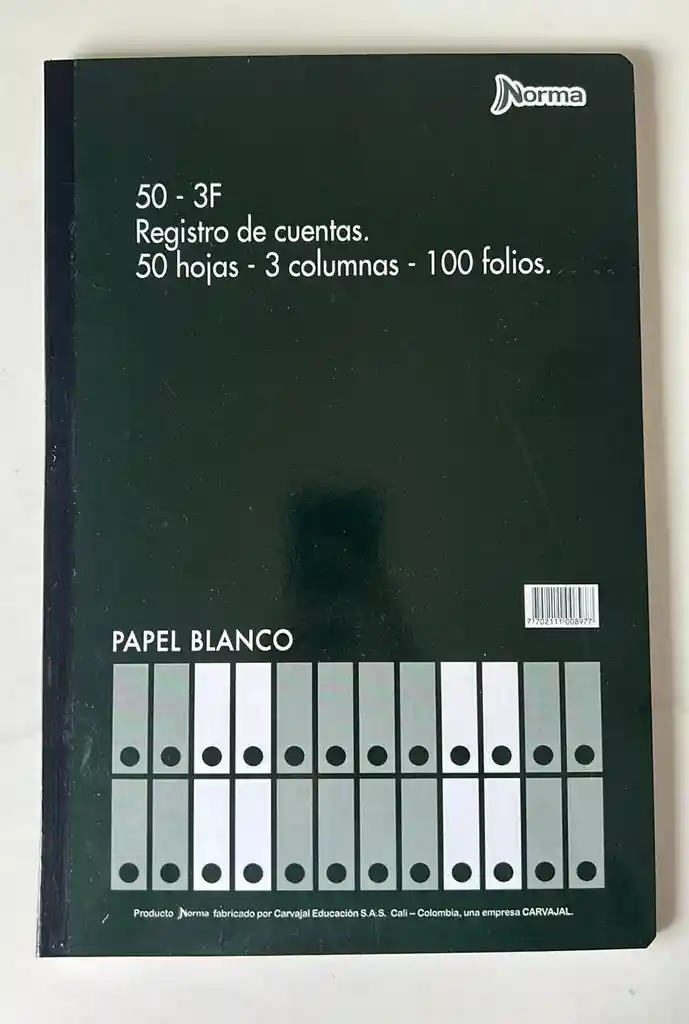 Norma
50 - 3F
Registro de cuentas.
50 hojas - 3 columnas - 100 folios.
7702111008977
PAPEL BLANCO
Producto Norma fabricado por Carvajal Educación S.A.S. Cali – Colombia, una empresa CARVAJAL.